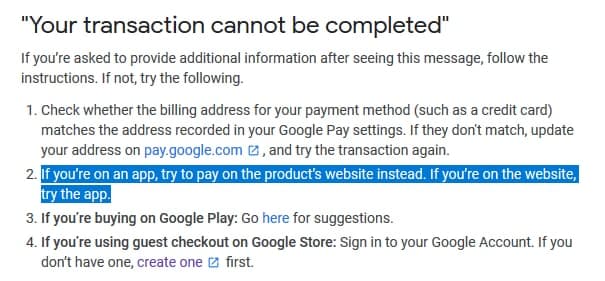 "Your transaction cannot be completed"
If you're asked to provide additional information after seeing this message, follow the
instructions. If not, try the following.
1. Check whether the billing address for your payment method (such as a credit card)
matches the address recorded in your Google Pay settings. If they don't match, update
your address on pay.google.com , and try the transaction again.
2. If you're on an app, try to pay on the product's website instead. If you're on the website,
try the app.
3. If you're buying on Google Play: Go here for suggestions.
4. If you're using guest checkout on Google Store: Sign in to your Google Account. If you
don't have one, create one first.